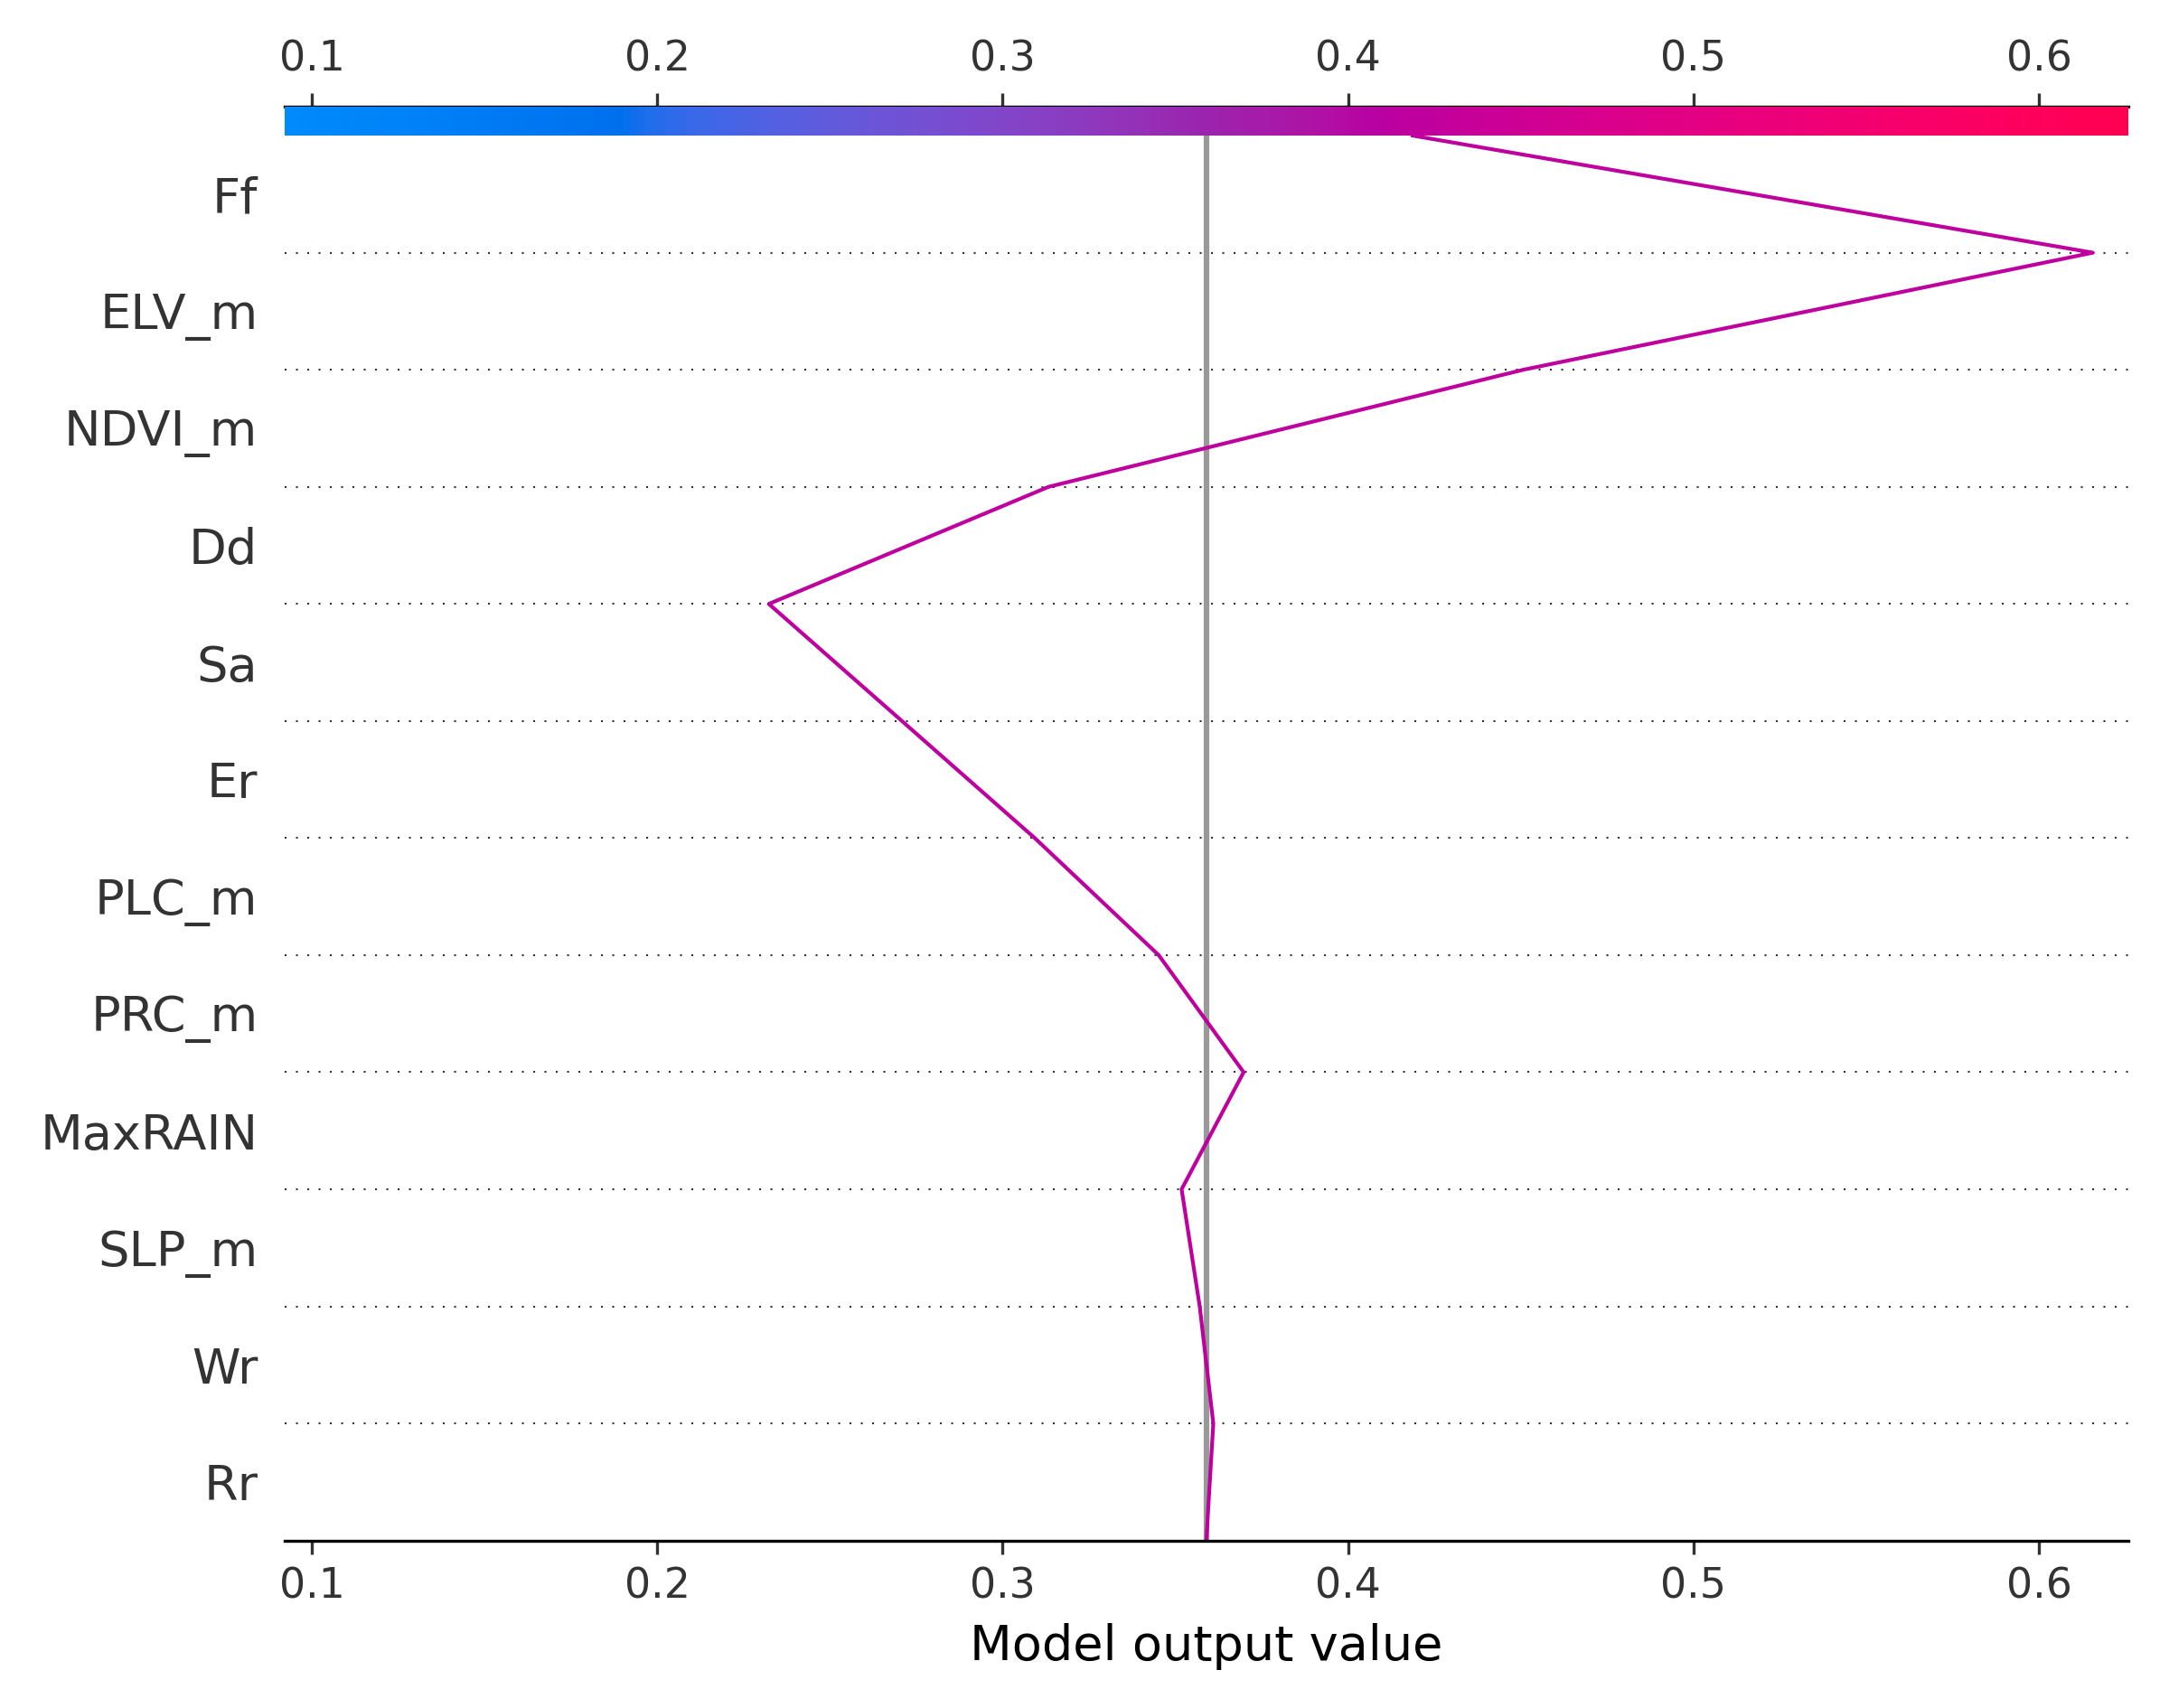 0.1 0.2 0.3 0.4 0.5 0.6
Ff
ELV_m
NDVI_m
Dd
Sa
Er
PLC_m
PRC_m
MaxRAIN
SLP_m
Wr
Rr
0.1 0.2 0.3 0.4 0.5 0.6
Model output value